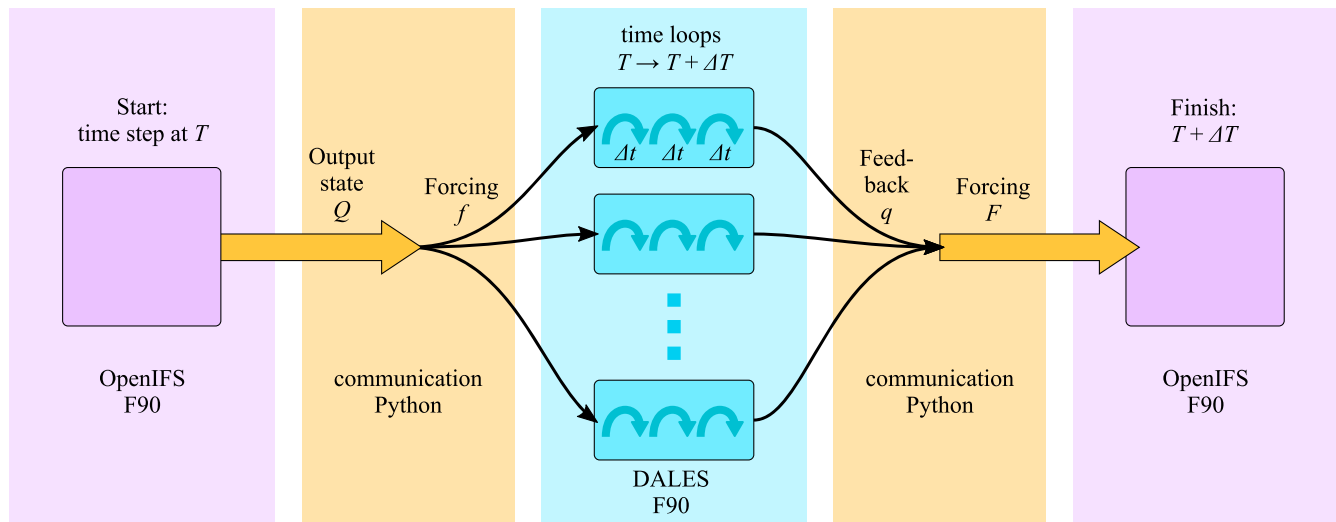 Start:
time step at T
OpenIFS
F90
Output
state
Q
Forcing
f
communication
Python
time loops
T → T + ΔT
Δt Δt Δt
DALES
F90
Feed-
back
q
Forcing
F
communication
Python
Finish:
T + ΔT
OpenIFS
F90